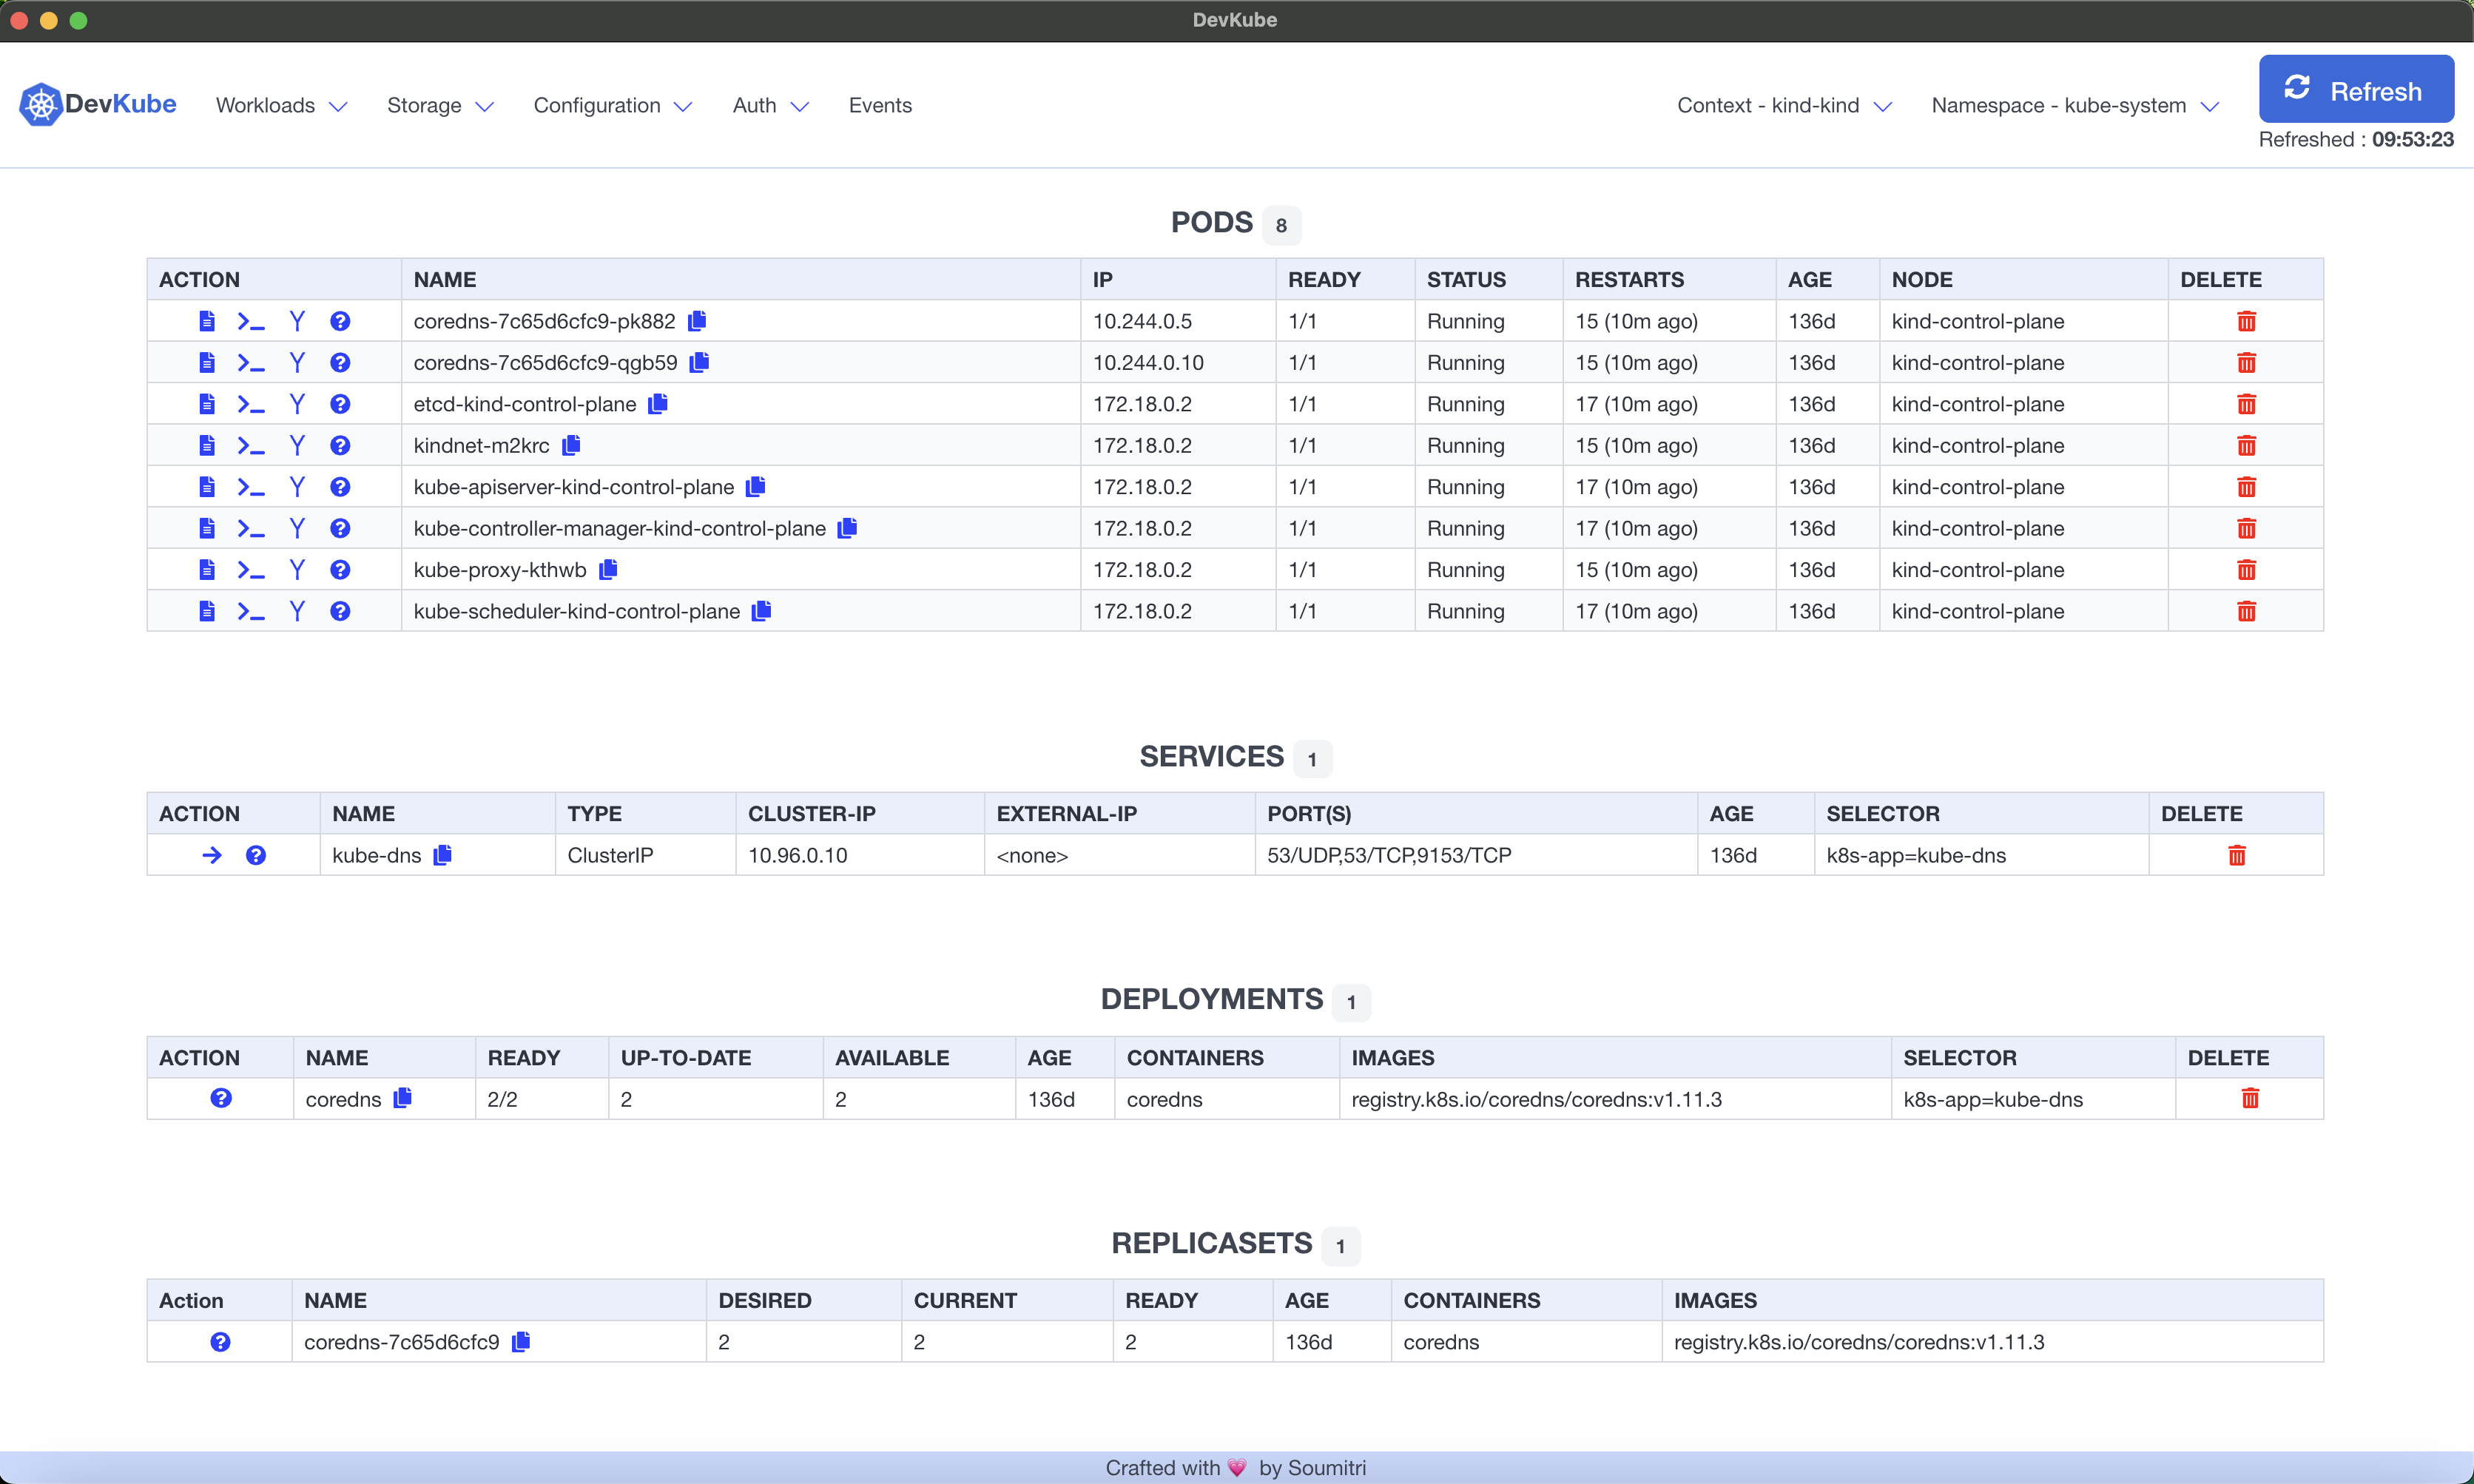 DevKube
DevKube Workloads Storage Configuration Auth Events Context - kind-kind Namespace - kube-system Refresh
Refreshed : 09:53:23
PODS 8
ACTION NAME IP READY STATUS RESTARTS AGE NODE DELETE
coredns-7c65d6cfc9-pk882 10.244.0.5 1/1 Running 15 (10m ago) 136d kind-control-plane
coredns-7c65d6cfc9-qgb59 10.244.0.10 1/1 Running 15 (10m ago) 136d kind-control-plane
etcd-kind-control-plane 172.18.0.2 1/1 Running 17 (10m ago) 136d kind-control-plane
kindnet-m2krc 172.18.0.2 1/1 Running 15 (10m ago) 136d kind-control-plane
kube-apiserver-kind-control-plane 172.18.0.2 1/1 Running 17 (10m ago) 136d kind-control-plane
kube-controller-manager-kind-control-plane 172.18.0.2 1/1 Running 17 (10m ago) 136d kind-control-plane
kube-proxy-kthwb 172.18.0.2 1/1 Running 15 (10m ago) 136d kind-control-plane
kube-scheduler-kind-control-plane 172.18.0.2 1/1 Running 17 (10m ago) 136d kind-control-plane
SERVICES 1
ACTION NAME TYPE CLUSTER-IP EXTERNAL-IP PORT(S) AGE SELECTOR DELETE
kube-dns ClusterIP 10.96.0.10 <none> 53/UDP,53/TCP,9153/TCP 136d k8s-app=kube-dns
DEPLOYMENTS 1
ACTION NAME READY UP-TO-DATE AVAILABLE AGE CONTAINERS IMAGES SELECTOR DELETE
coredns 2/2 2 2 136d coredns registry.k8s.io/coredns/coredns:v1.11.3 k8s-app=kube-dns
REPLICASETS 1
Action NAME DESIRED CURRENT READY AGE CONTAINERS IMAGES
coredns-7c65d6cfc9 2 2 2 136d coredns registry.k8s.io/coredns/coredns:v1.11.3
Crafted with 💗 by Soumitri